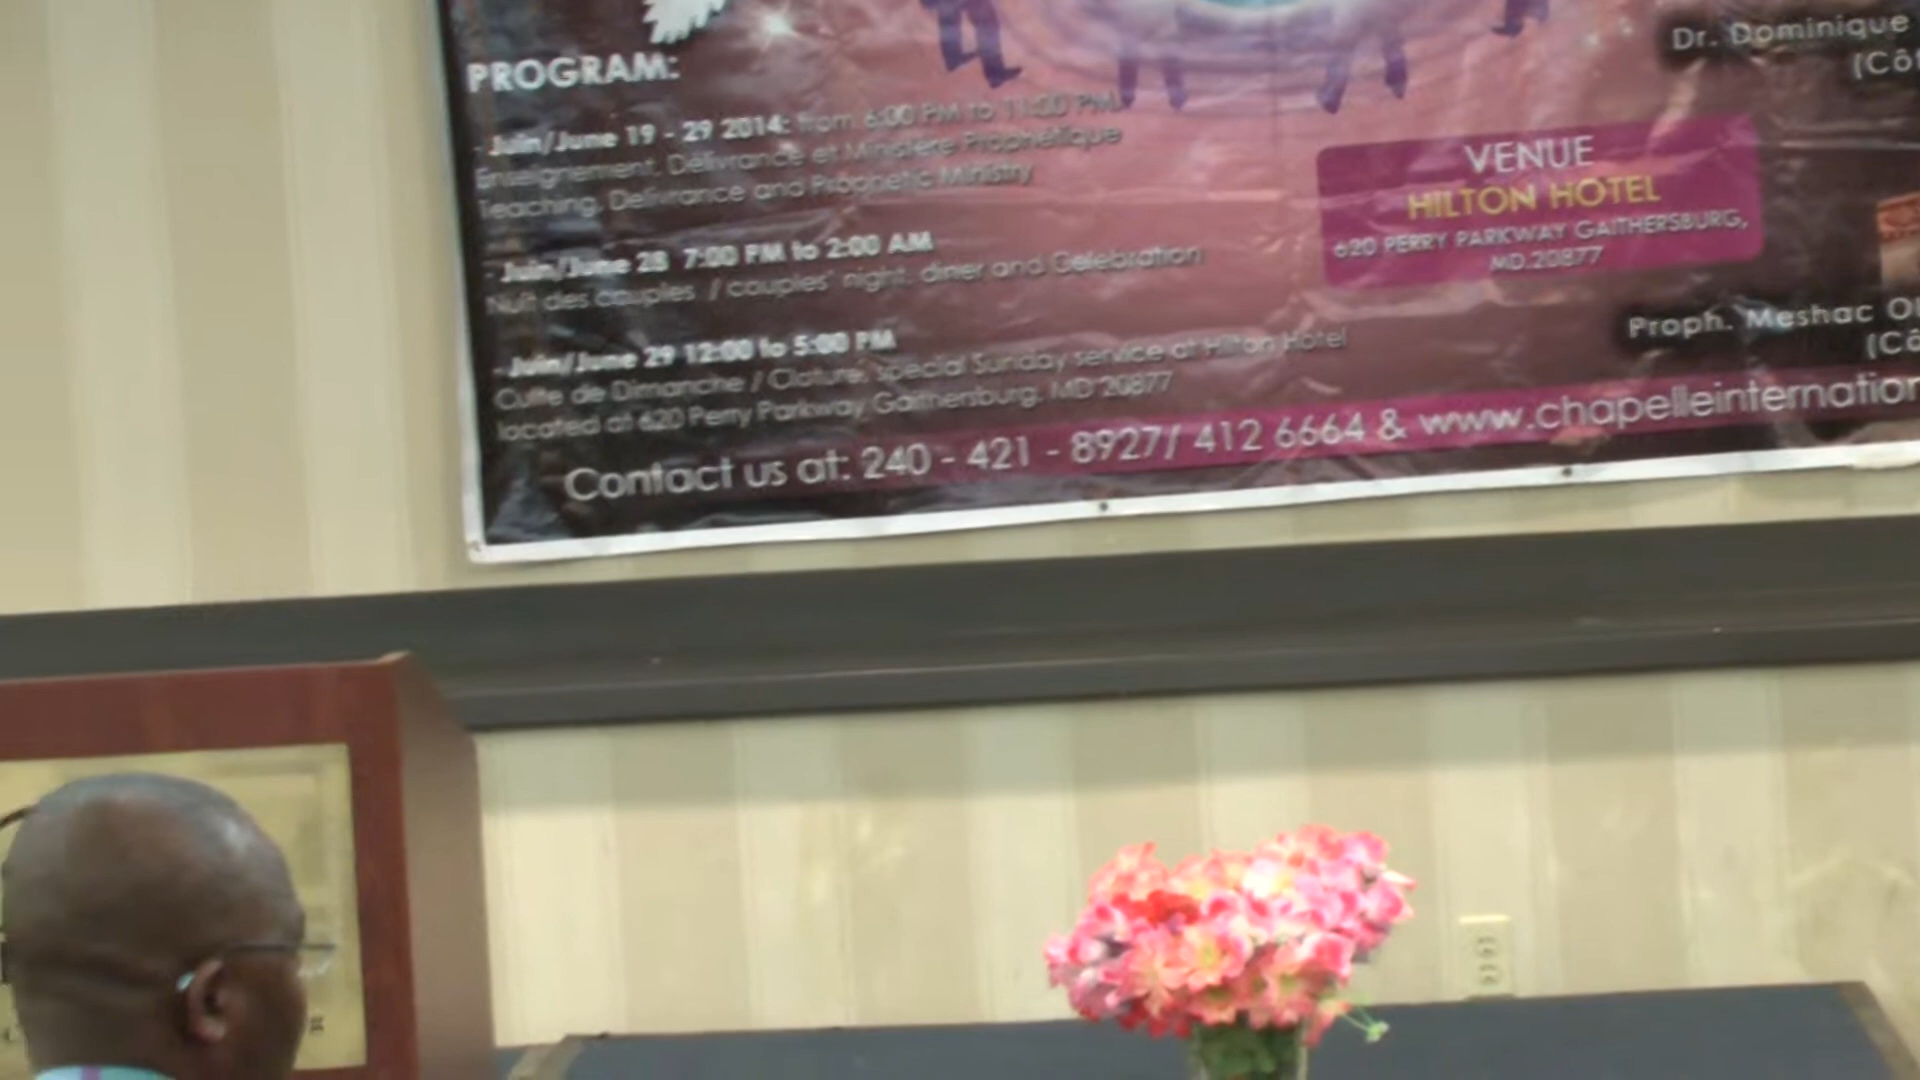 PROGRAM:
- Juin/June 19 - 29 2014: from 6:00 PM to 11:00 PM.
Enseignement, Délivrance et Ministère Prophétique
Teaching, Delivrance and Prophetic Ministry
- Juin/June 28 7:00 PM to 2:00 AM
Nuit des couples / couples' night, diner and Celebration
- Juin/June 29 12:00 to 5:00 PM
Culte de Dimanche / Cloture, Special Sunday service at Hilton Hotel
located at 620 Perry Parkway Gaithersburg, MD 20877
Contact us at: 240 - 421 - 8927/ 412 6664 & www.chapelleinternation
VENUE
HILTON HOTEL
620 PERRY PARKWAY GAITHERSBURG,
MD.20877
Dr. Dominique
(Côt
Proph. Meshac Ol
(Cô